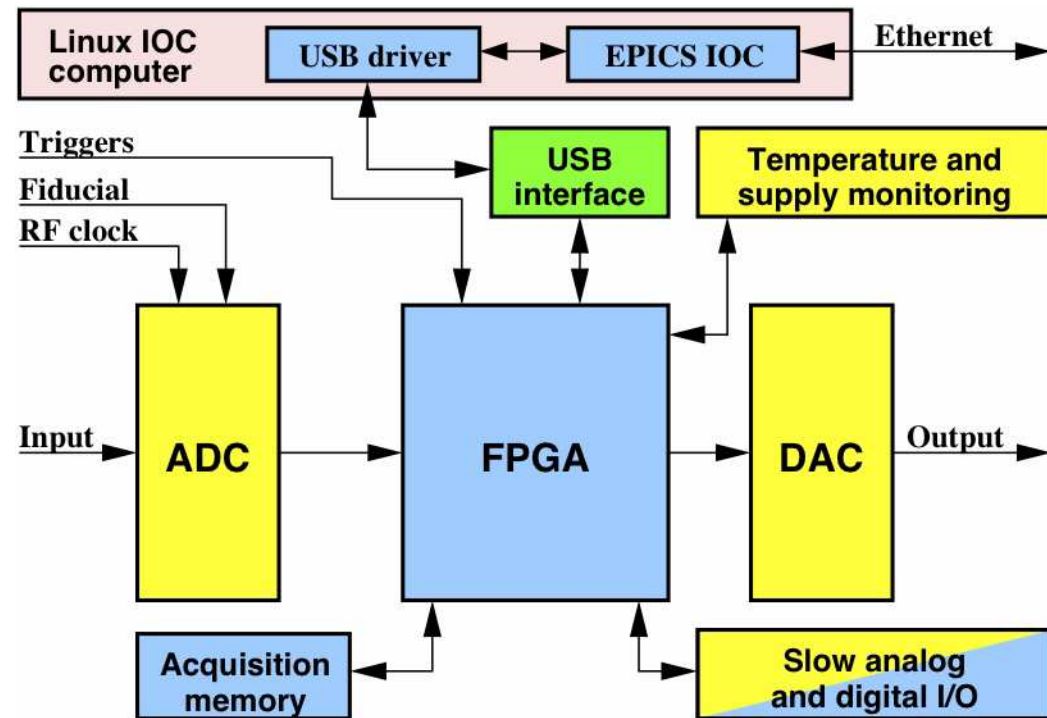 Linux IOC
computer
USB driver
EPICS IOC
Ethernet
Triggers
Fiducial
RF clock
USB
interface
Temperature and
supply monitoring
Input
ADC
FPGA
DAC
Output
Acquisition
memory
Slow analog
and digital I/O